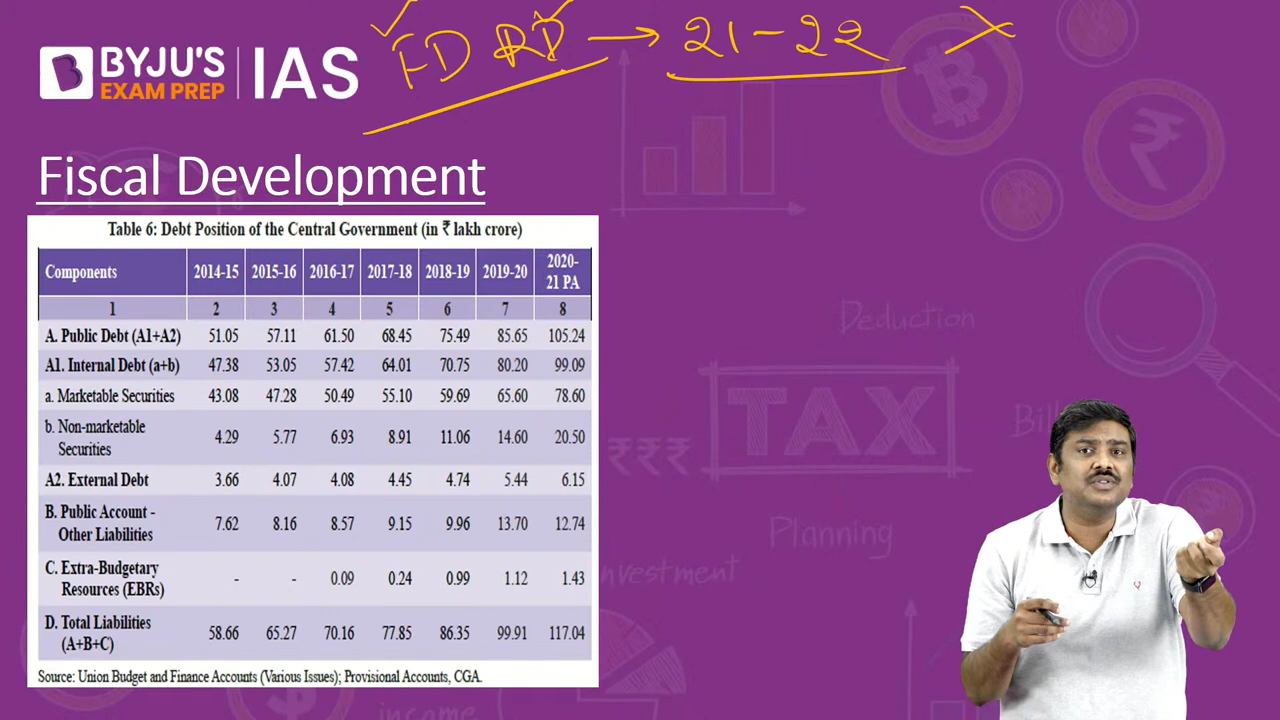 FD RD → 21-22
BYJU'S
EXAM PREP
IAS
Fiscal Development
Table 6: Debt Position of the Central Government (in ₹ lakh crore)
Components 2014-15 2015-16 2016-17 2017-18 2018-19 2019-20 2020-21 PA
1 2 3 4 5 6 7 8
A. Public Debt (A1+A2) 51.05 57.11 61.50 68.45 75.49 85.65 105.24
A1. Internal Debt (a+b) 47.38 53.05 57.42 64.01 70.75 80.20 99.09
a. Marketable Securities 43.08 47.28 50.49 55.10 59.69 65.60 78.60
b. Non-marketable
Securities 4.29 5.77 6.93 8.91 11.06 14.60 20.50
A2. External Debt 3.66 4.07 4.08 4.45 4.74 5.44 6.15
B. Public Account -
Other Liabilities 7.62 8.16 8.57 9.15 9.96 13.70 12.74
C. Extra-Budgetary
Resources (EBRs) - - 0.09 0.24 0.99 1.12 1.43
D. Total Liabilities
(A+B+C) 58.66 65.27 70.16 77.85 86.35 99.91 117.04
Source: Union Budget and Finance Accounts (Various Issues); Provisional Accounts, CGA.
Deduction
TAX
₹₹₹
Planning
nvestment
income